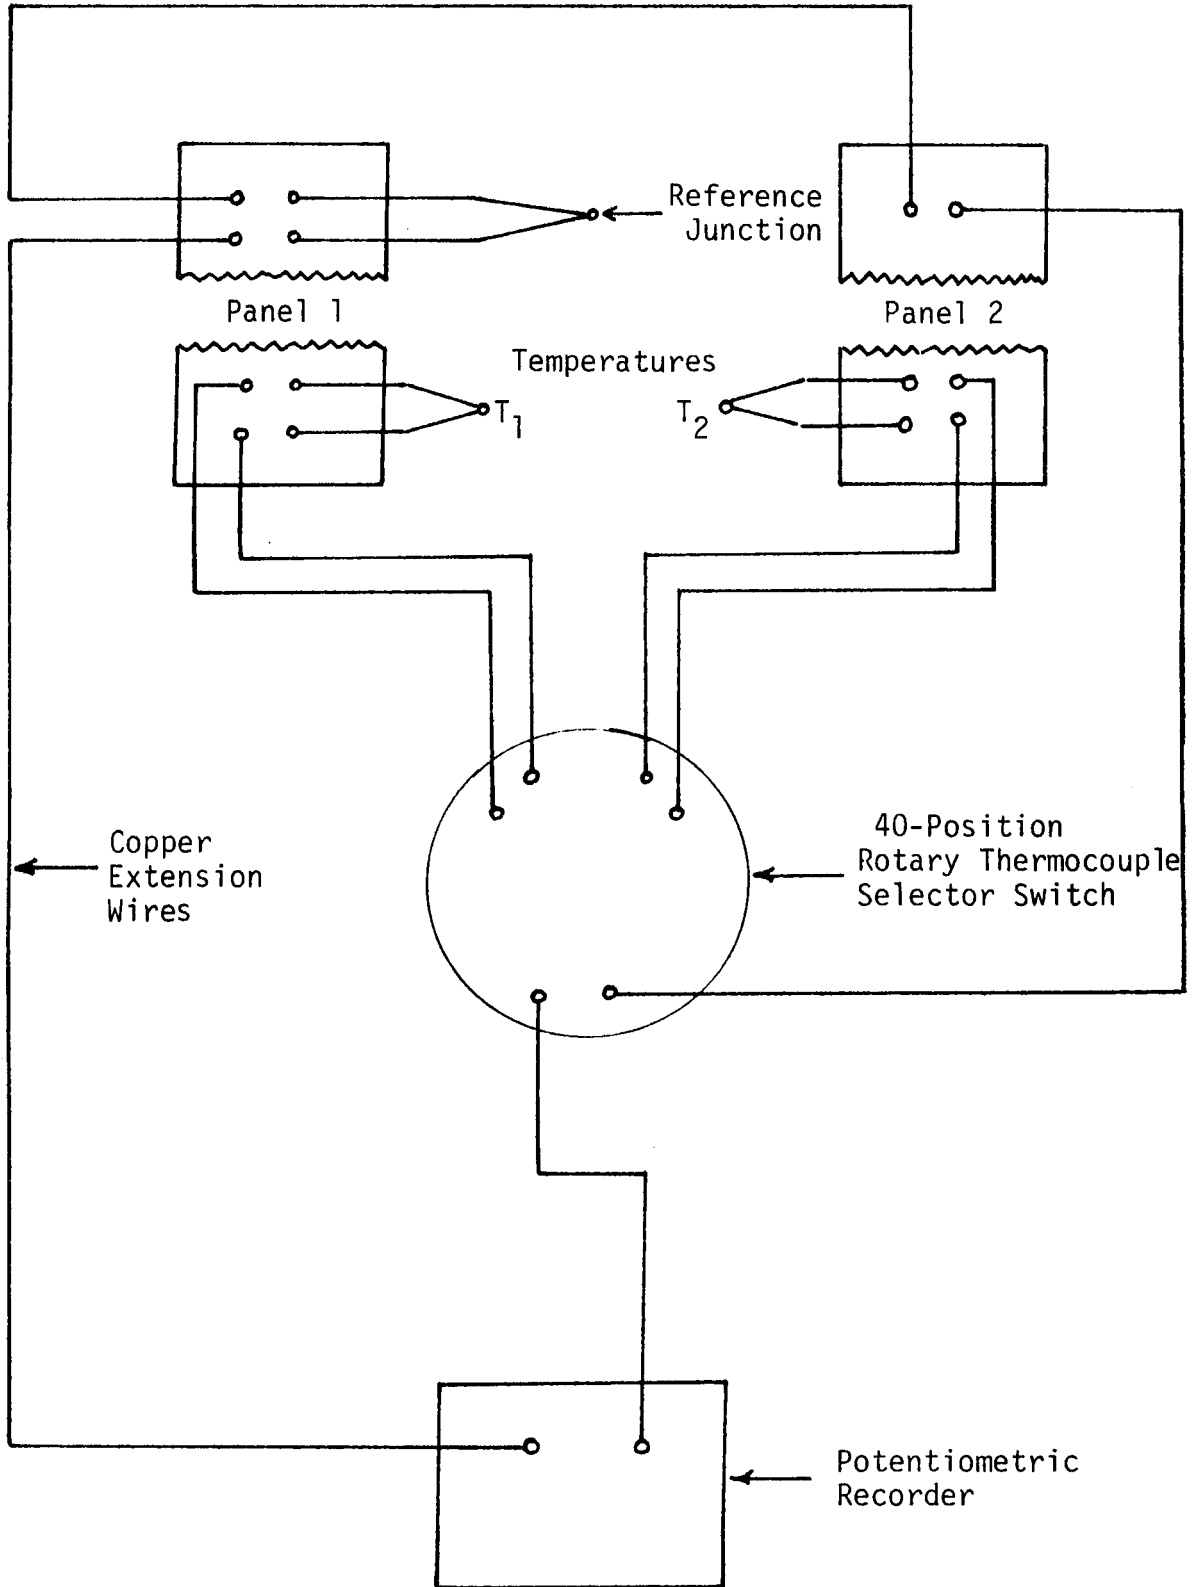 Reference
Junction
Panel 1
Panel 2
Temperatures
T1
T2
Copper
Extension
Wires
40-Position
Rotary Thermocouple
Selector Switch
Potentiometric
Recorder